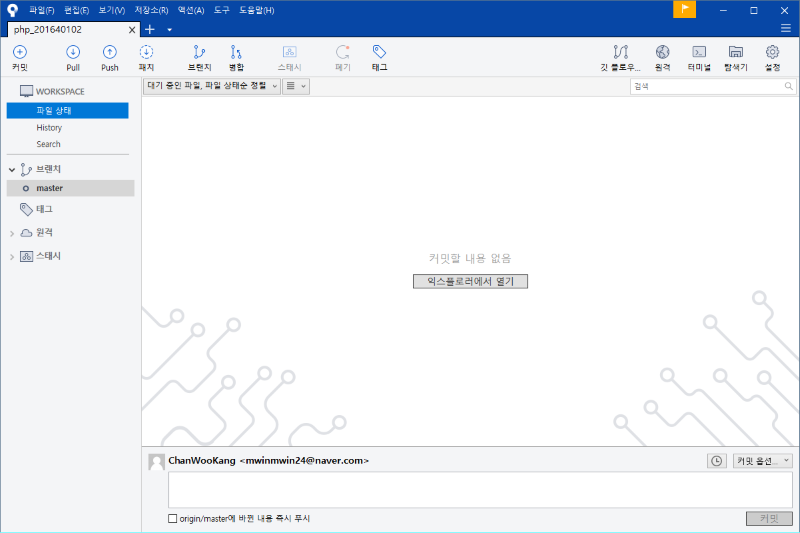 파일(F) 편집(E) 보기(V) 저장소(R) 액션(A) 도구 도움말(H)
php_201640102
커밋 Pull Push 패치 브랜치 병합 스태시 폐기 태그 깃 플로우... 원격 터미널 탐색기 설정
WORKSPACE
파일 상태
History
Search
브랜치
master
태그
원격
스태시
대기 중인 파일, 파일 상태순 정렬
검색
커밋할 내용 없음
익스플로러에서 열기
ChanWooKang <mwinmwin24@naver.com>
커밋 옵션...
origin/master에 바뀐 내용 즉시 푸시
커밋